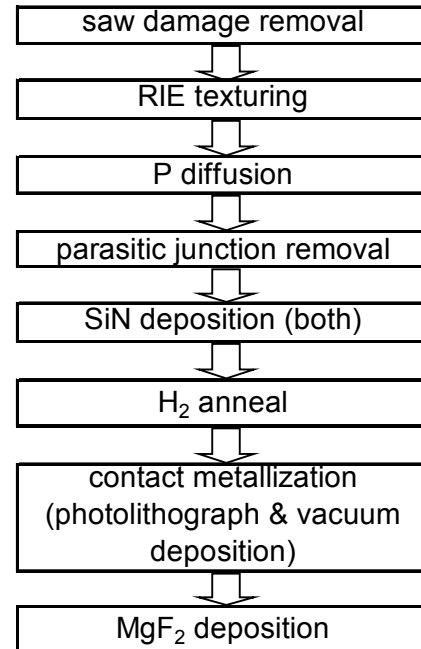 saw damage removal
RIE texturing
P diffusion
parasitic junction removal
SiN deposition (both)
H₂ anneal
contact metallization
(photolithograph & vacuum
deposition)
MgF₂ deposition